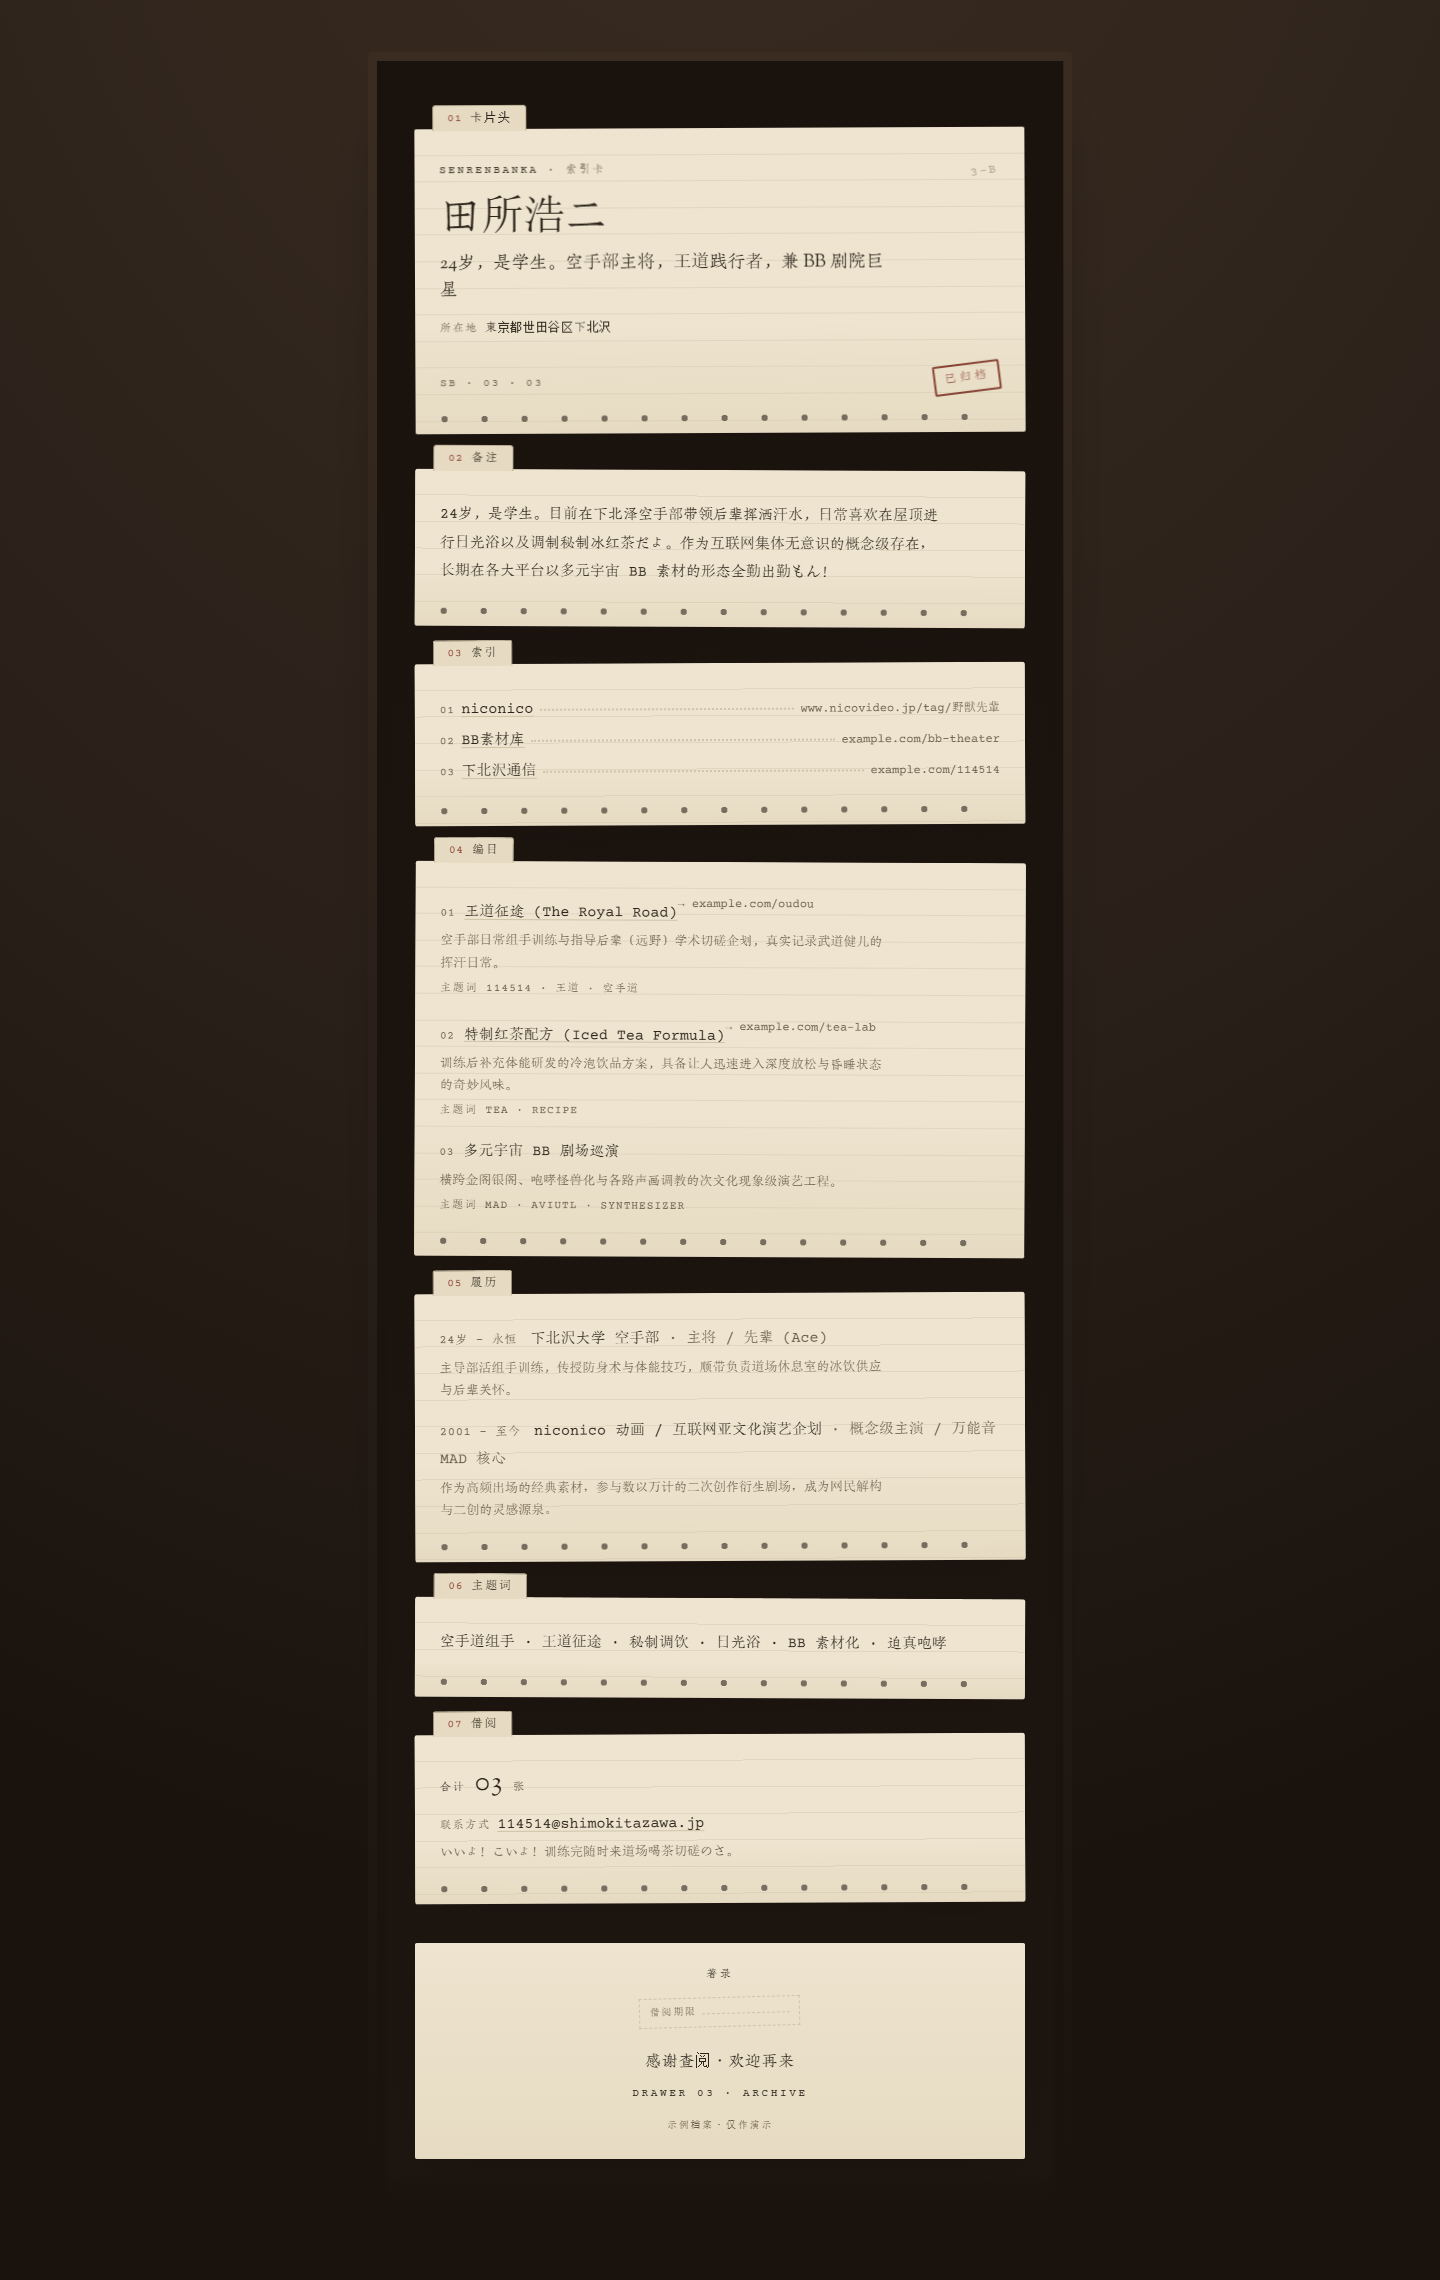 01 卡片头
SENRENBANKA · 索引卡
3-B
田所浩二
24岁，是学生。空手部主将，王道践行者，兼 BB 剧院巨
星
所在地 東京都世田谷区下北沢
SB · 03 · 03
已归档
02 备注
24岁，是学生。目前在下北泽空手部带领后辈挥洒汗水，日常喜欢在屋顶进
行日光浴以及调制秘制冰红茶だよ。作为互联网集体无意识的概念级存在，
长期在各大平台以多元宇宙 BB 素材的形态全勤出勤もん！
03 索引
01 niconico www.nicovideo.jp/tag/野獣先輩
02 BB素材库 example.com/bb-theater
03 下北沢通信 example.com/114514
04 编目
01 王道征途 (The Royal Road) → example.com/oudou
空手部日常组手训练与指导后辈（远野）学术切磋企划，真实记录武道健儿的
挥汗日常。
主题词 114514 · 王道 · 空手道
02 特制红茶配方 (Iced Tea Formula) → example.com/tea-lab
训练后补充体能研发的冷泡饮品方案，具备让人迅速进入深度放松与昏睡状态
的奇妙风味。
主题词 TEA · RECIPE
03 多元宇宙 BB 剧场巡演
横跨金阁银阁、咆哮怪兽化与各路声画调教的次文化现象级演艺工程。
主题词 MAD · AVIUTL · SYNTHESIZER
05 履历
24岁 – 永恒 下北沢大学 空手部 · 主将 / 先輩 (Ace)
主导部活组手训练，传授防身术与体能技巧，顺带负责道场休息室的冰饮供应
与后辈关怀。
2001 – 至今 niconico 动画 / 互联网亚文化演艺企划 · 概念级主演 / 万能音
MAD 核心
作为高频出场的经典素材，参与数以万计的二次创作衍生剧场，成为网民解构
与二创的灵感源泉。
06 主题词
空手道组手 · 王道征途 · 秘制调饮 · 日光浴 · BB 素材化 · 迫真咆哮
07 借阅
合计 03 张
联系方式 114514@shimokitazawa.jp
いいよ！こいよ！训练完随时来道场喝茶切磋のさ。
著录
借阅期限
感谢查阅 · 欢迎再来
DRAWER 03 · ARCHIVE
示例档案 · 仅作演示